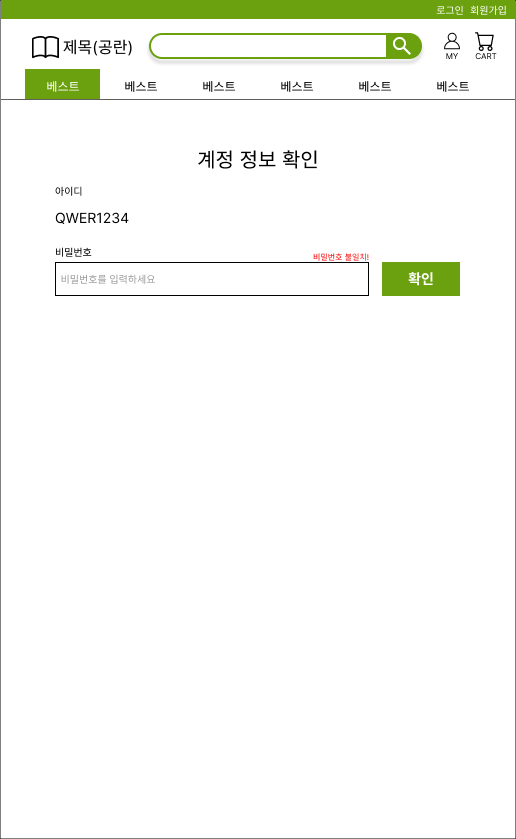 로그인 회원가입
제목(공란)
MY CART
베스트 베스트 베스트 베스트 베스트 베스트
계정 정보 확인
아이디
QWER1234
비밀번호
비밀번호 불일치!
비밀번호를 입력하세요 확인